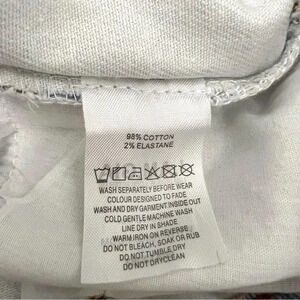 98% COTTON
2% ELASTANE
WASH SEPARATELY BEFORE WEAR
COLOUR DESIGNED TO FADE
WASH AND DRY GARMENT INSIDE OUT
COLD GENTLE MACHINE WASH
LINE DRY IN SHADE
WARM IRON ON REVERSE
DO NOT BLEACH, SOAK OR RUB
DO NOT TUMBLE DRY
DO NOT DRYCLEAN